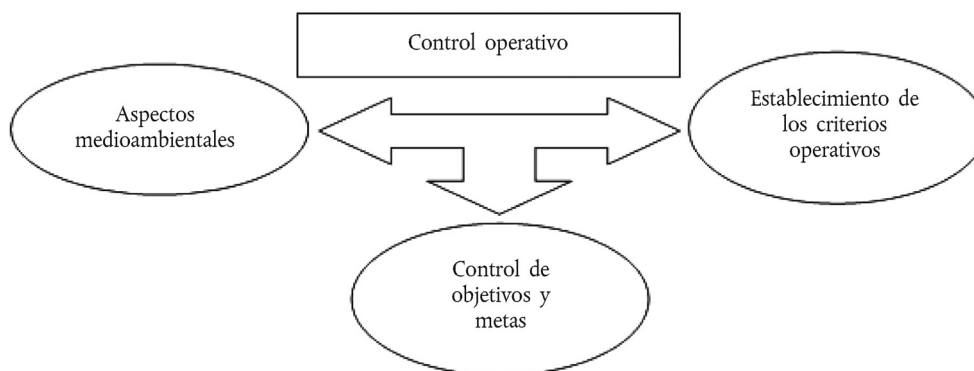 Control operativo
Aspectos
medioambientales
Establecimiento de
los criterios
operativos
Control de
objetivos y
metas